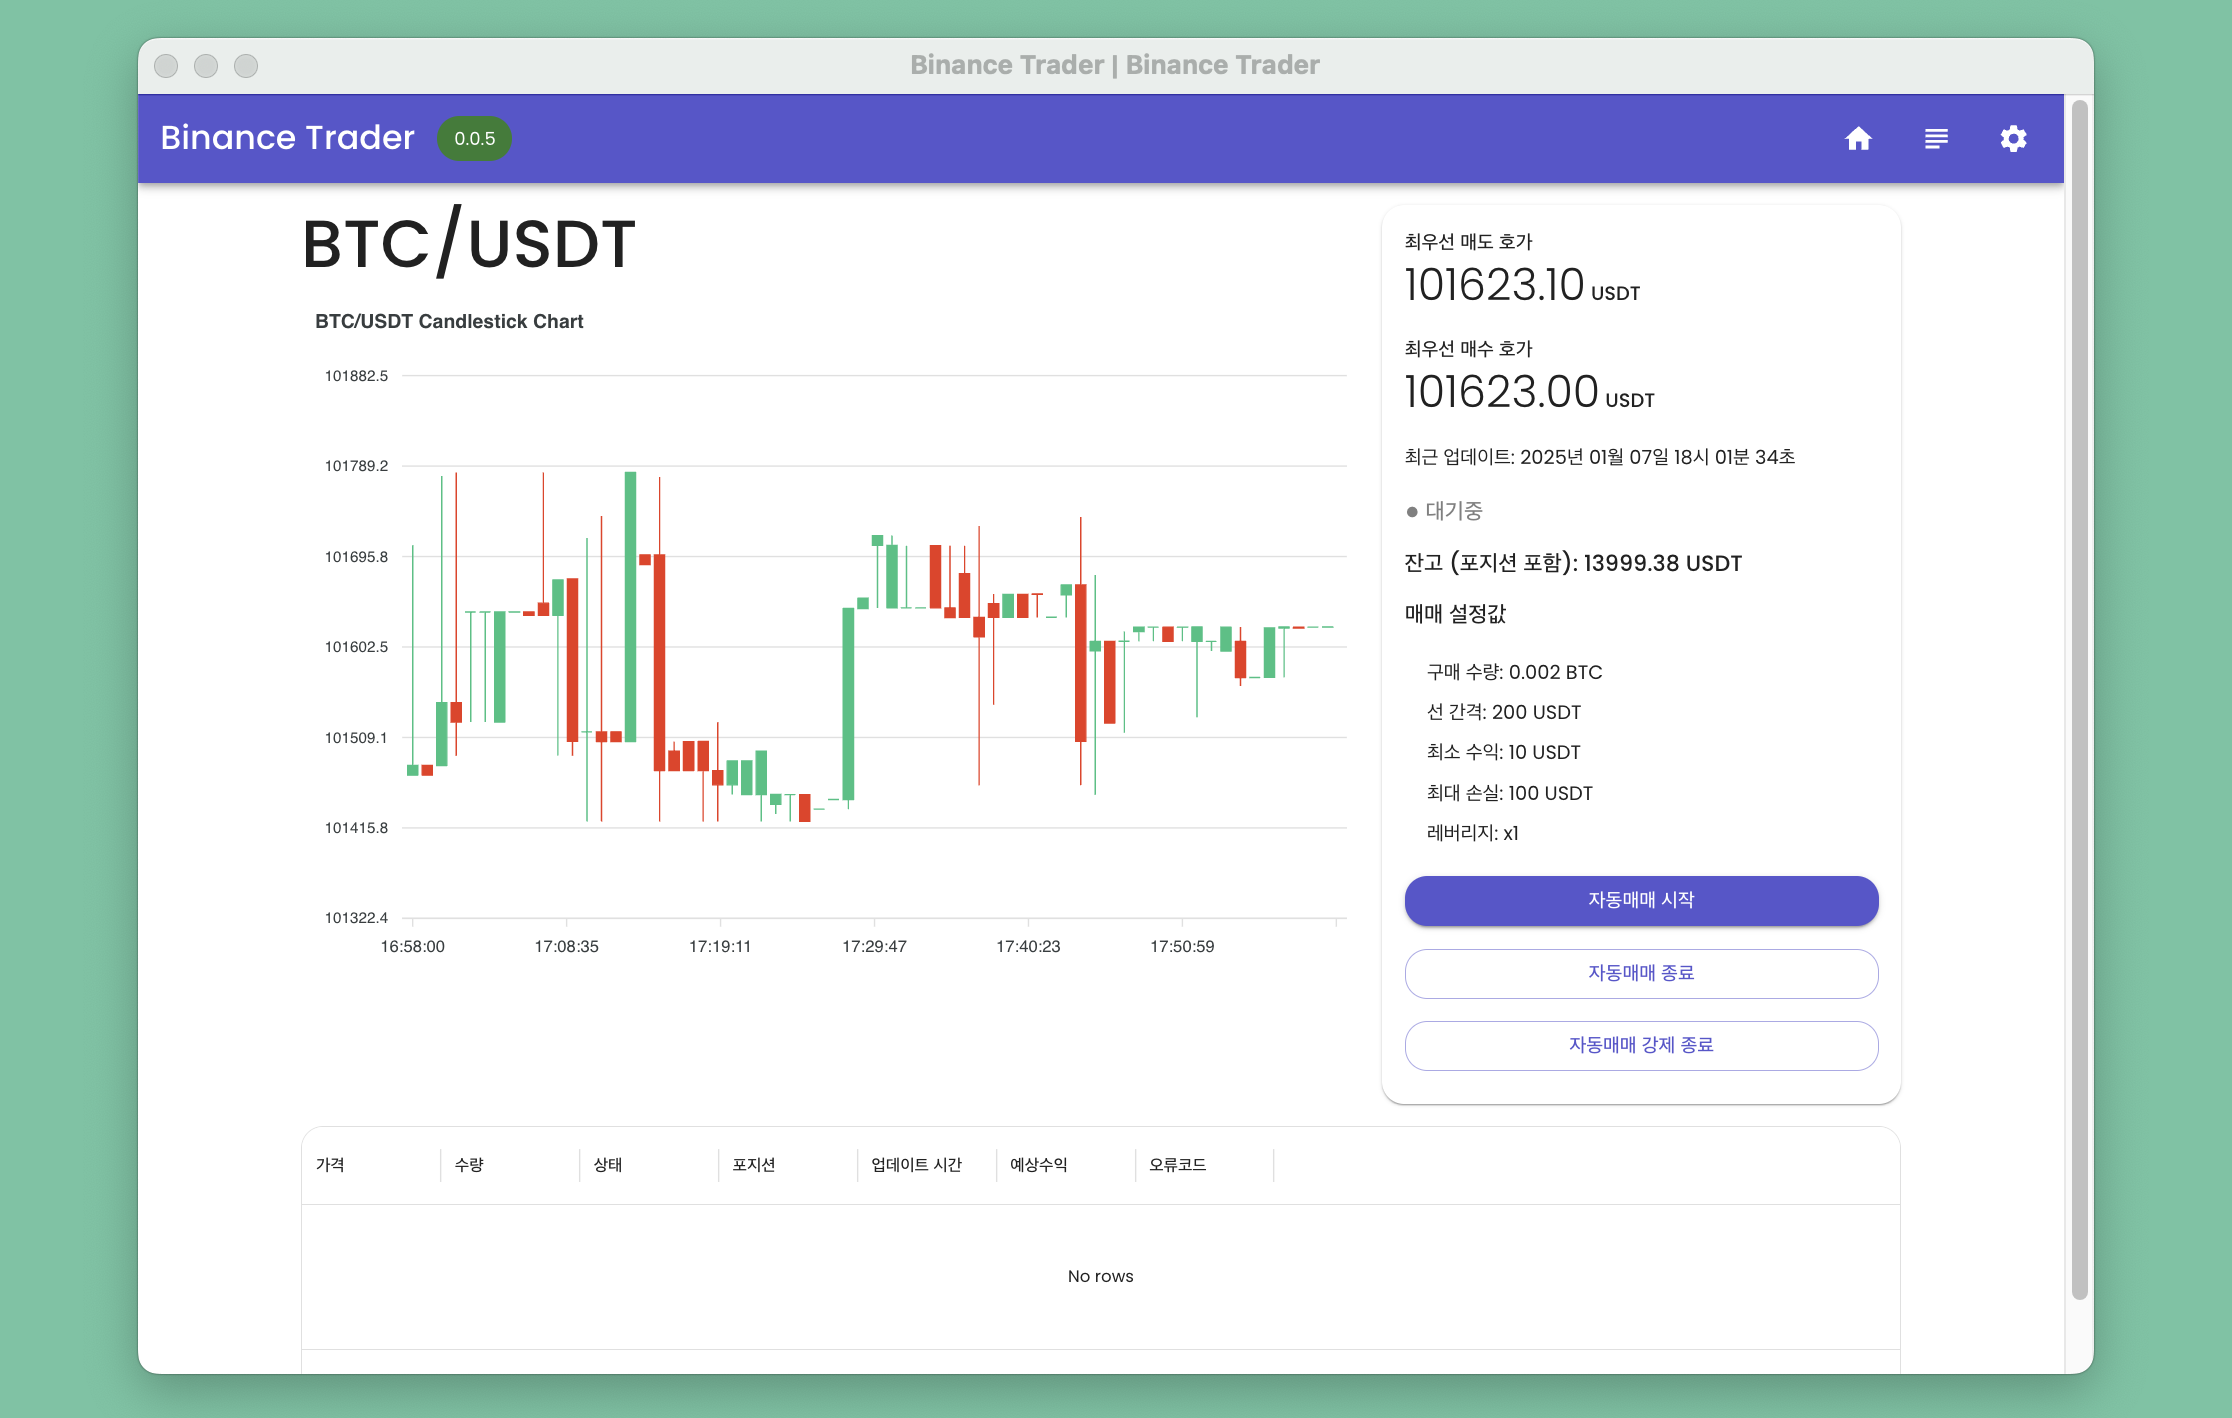 Binance Trader | Binance Trader
Binance Trader 0.0.5
BTC/USDT
BTC/USDT Candlestick Chart
101882.5
101789.2
101695.8
101602.5
101509.1
101415.8
101322.4
16:58:00 17:08:35 17:19:11 17:29:47 17:40:23 17:50:59
최우선 매도 호가
101623.10 USDT
최우선 매수 호가
101623.00 USDT
최근 업데이트: 2025년 01월 07일 18시 01분 34초
● 대기중
잔고 (포지션 포함): 13999.38 USDT
매매 설정값
구매 수량: 0.002 BTC
선 간격: 200 USDT
최소 수익: 10 USDT
최대 손실: 100 USDT
레버리지: x1
자동매매 시작
자동매매 종료
자동매매 강제 종료
가격 수량 상태 포지션 업데이트 시간 예상수익 오류코드
No rows